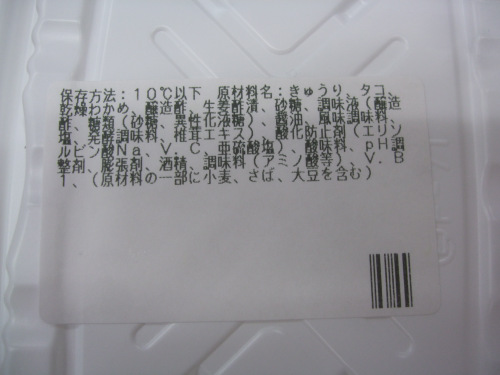 保存方法:10℃以下 原材料名:きゅうり、タコ、
乾燥わかめ、醸造酢、生姜酢漬、砂糖、調味液(醸造
酢、糖類(砂糖、異性化液糖)、醤油、風味調味料、食
塩、発酵調味料、椎茸エキス)、酸化防止剤(エリソ
ルビン酸Na、V.C、亜硫酸塩)、酸味料、pH調
整剤、膨張剤、酒精、調味料(アミノ酸等)、V.B
1、(原材料の一部に小麦、さば、大豆を含む)